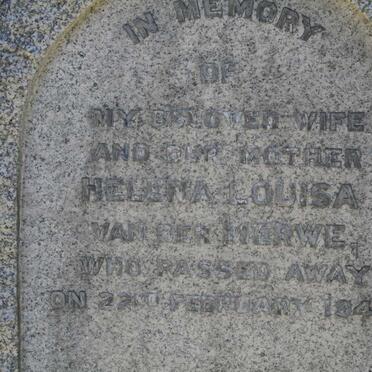 IN MEMORY
OF
MY BELOVED WIFE
AND OUR MOTHER
HELENA LOUISA
VAN DER MERWE,
WHO PASSED AWAY
ON 22ND FEBRUARY 194